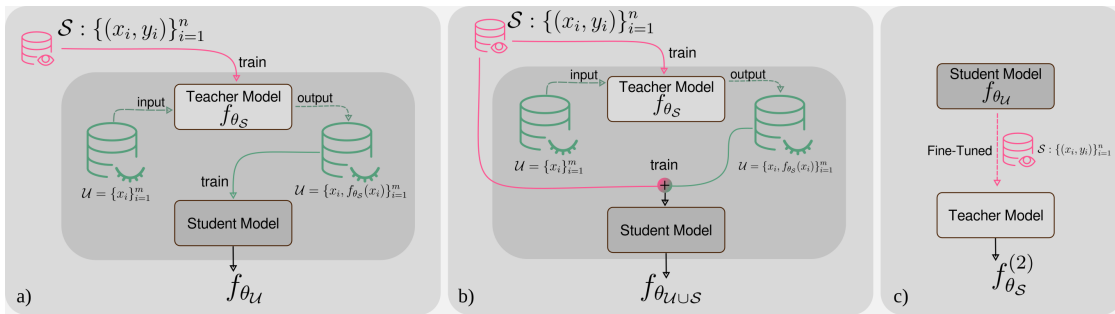 𝒮 : {(x_i, y_i)}_{i=1}^n
train
input
Teacher Model
f_{θ_𝒮}
output
𝒰 = {x_i}_{i=1}^m
𝒰 = {x_i, f_{θ_𝒮}(x_i)}_{i=1}^m
train
Student Model
f_{θ_𝒰}
a)
𝒮 : {(x_i, y_i)}_{i=1}^n
train
input
Teacher Model
f_{θ_𝒮}
output
𝒰 = {x_i}_{i=1}^m
𝒰 = {x_i, f_{θ_𝒮}(x_i)}_{i=1}^m
train
+
Student Model
f_{θ_{𝒰∪𝒮}}
b)
Student Model
f_{θ_𝒰}
Fine-Tuned
𝒮 : {(x_i, y_i)}_{i=1}^n
Teacher Model
f_{θ_𝒮}^{(2)}
c)